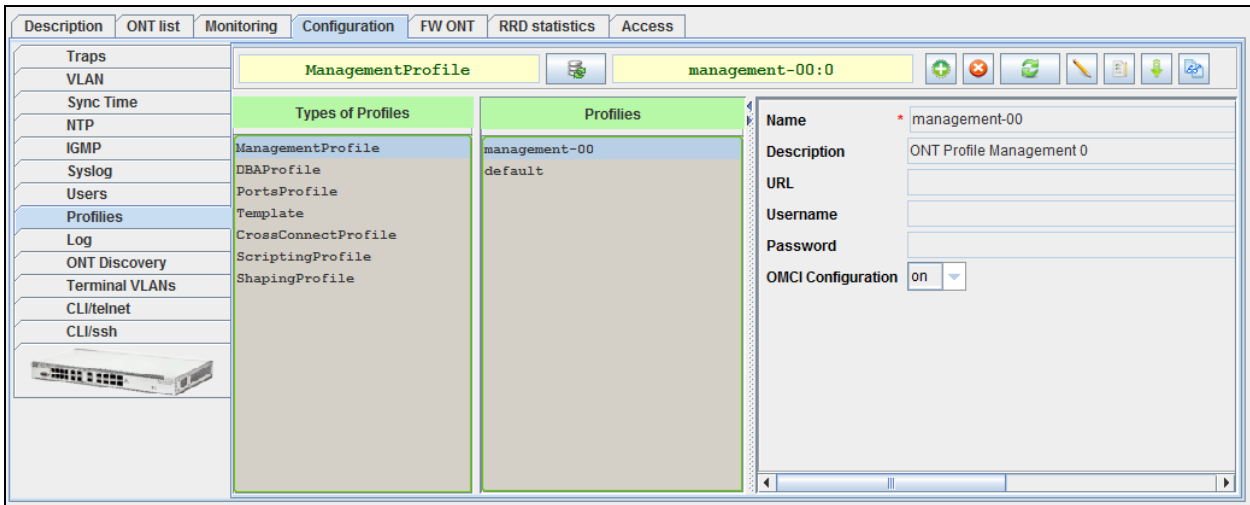 Description ONT list Monitoring Configuration FW ONT RRD statistics Access
Traps
VLAN
Sync Time
NTP
IGMP
Syslog
Users
Profilies
Log
ONT Discovery
Terminal VLANs
CLI/telnet
CLI/ssh
ManagementProfile management-00:0
Types of Profiles
ManagementProfile
DBAProfile
PortsProfile
Template
CrossConnectProfile
ScriptingProfile
ShapingProfile
Profilies
management-00
default
Name * management-00
Description ONT Profile Management 0
URL
Username
Password
OMCI Configuration on